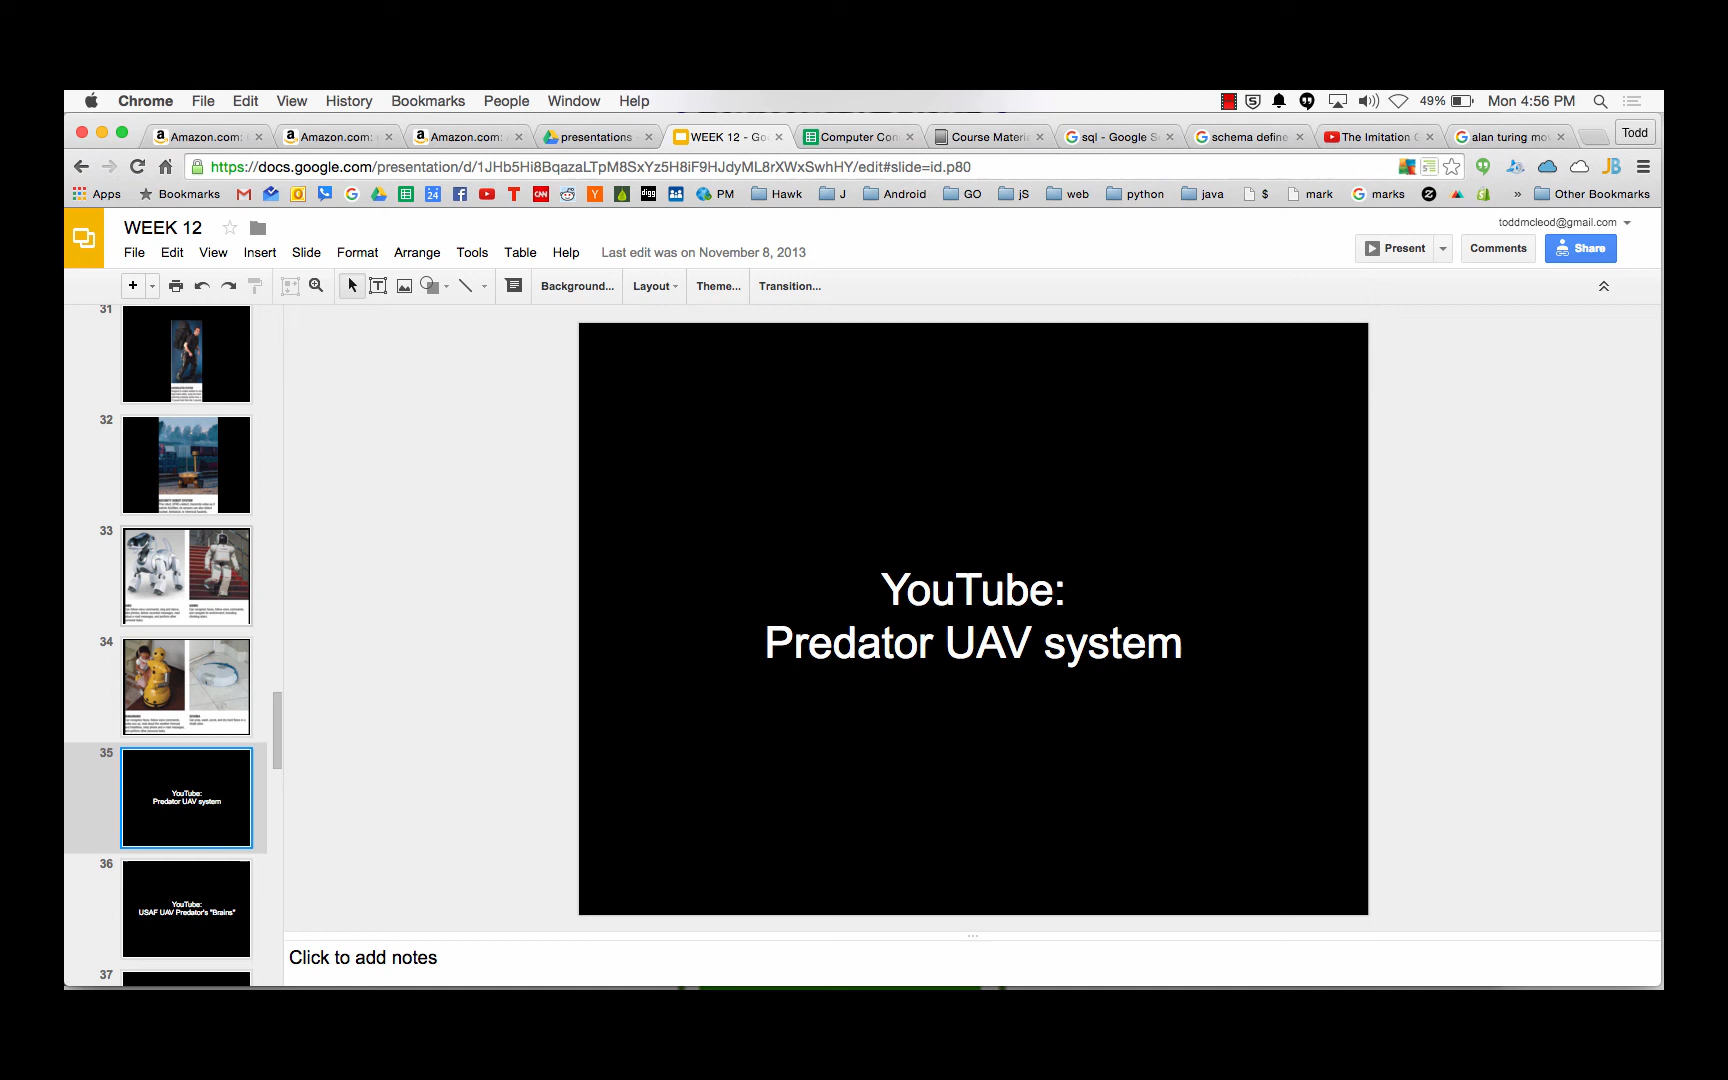 Chrome File Edit View History Bookmarks People Window Help 49% Mon 4:56 PM
Amazon.com: Amazon.com: Amazon.com: presentations WEEK 12 - Go Computer Con Course Materi sql - Google S schema define The Imitation G alan turing mov Todd
https://docs.google.com/presentation/d/1JHb5Hi8BqazaLTpM8SxYz5H8iF9HJdyML8rXWxSwhHY/edit#slide=id.p80
Apps Bookmarks PM Hawk J Android GO jS web python java $ mark marks » Other Bookmarks
WEEK 12
toddmcleod@gmail.com
File Edit View Insert Slide Format Arrange Tools Table Help Last edit was on November 8, 2013
Present Comments Share
Background... Layout Theme... Transition...
31
32
SECURITY ROBOT SYSTEM
33
34
35
YouTube:
Predator UAV system
36
YouTube:
USAF UAV Predator's "Brains"
37
YouTube:
Predator UAV system
Click to add notes